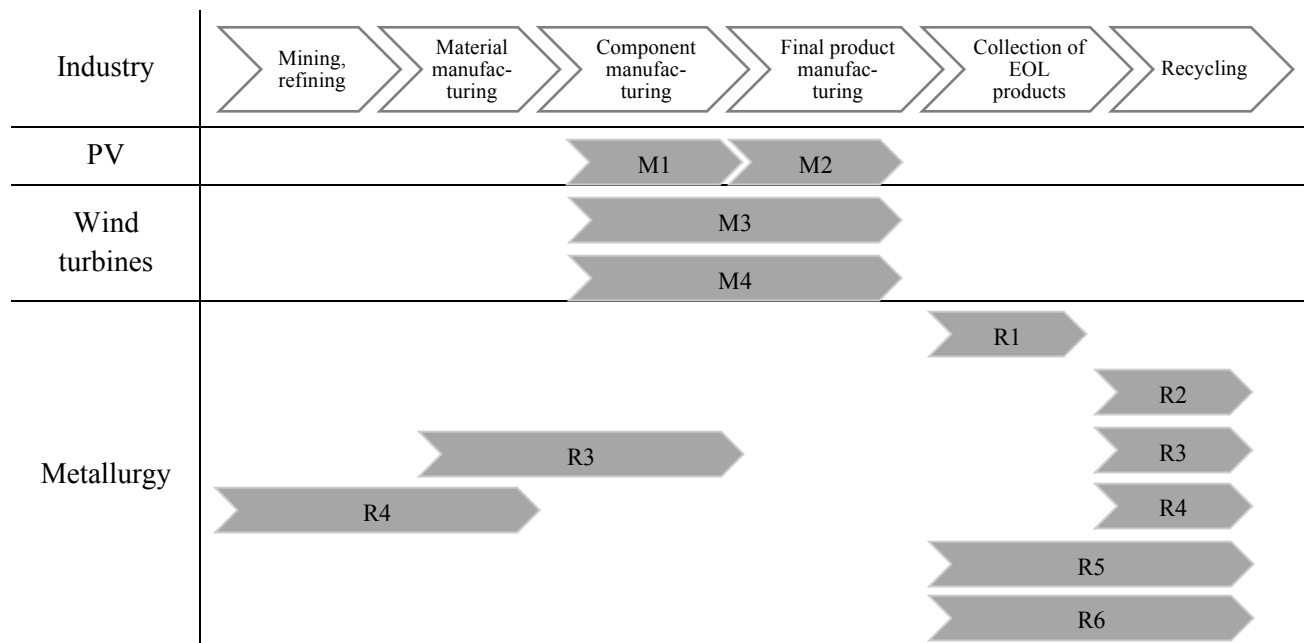 Industry
Mining,
refining
Material
manufac-
turing
Component
manufac-
turing
Final product
manufac-
turing
Collection of
EOL
products
Recycling
PV
M1
M2
Wind
turbines
M3
M4
Metallurgy
R1
R2
R3
R3
R4
R4
R5
R6